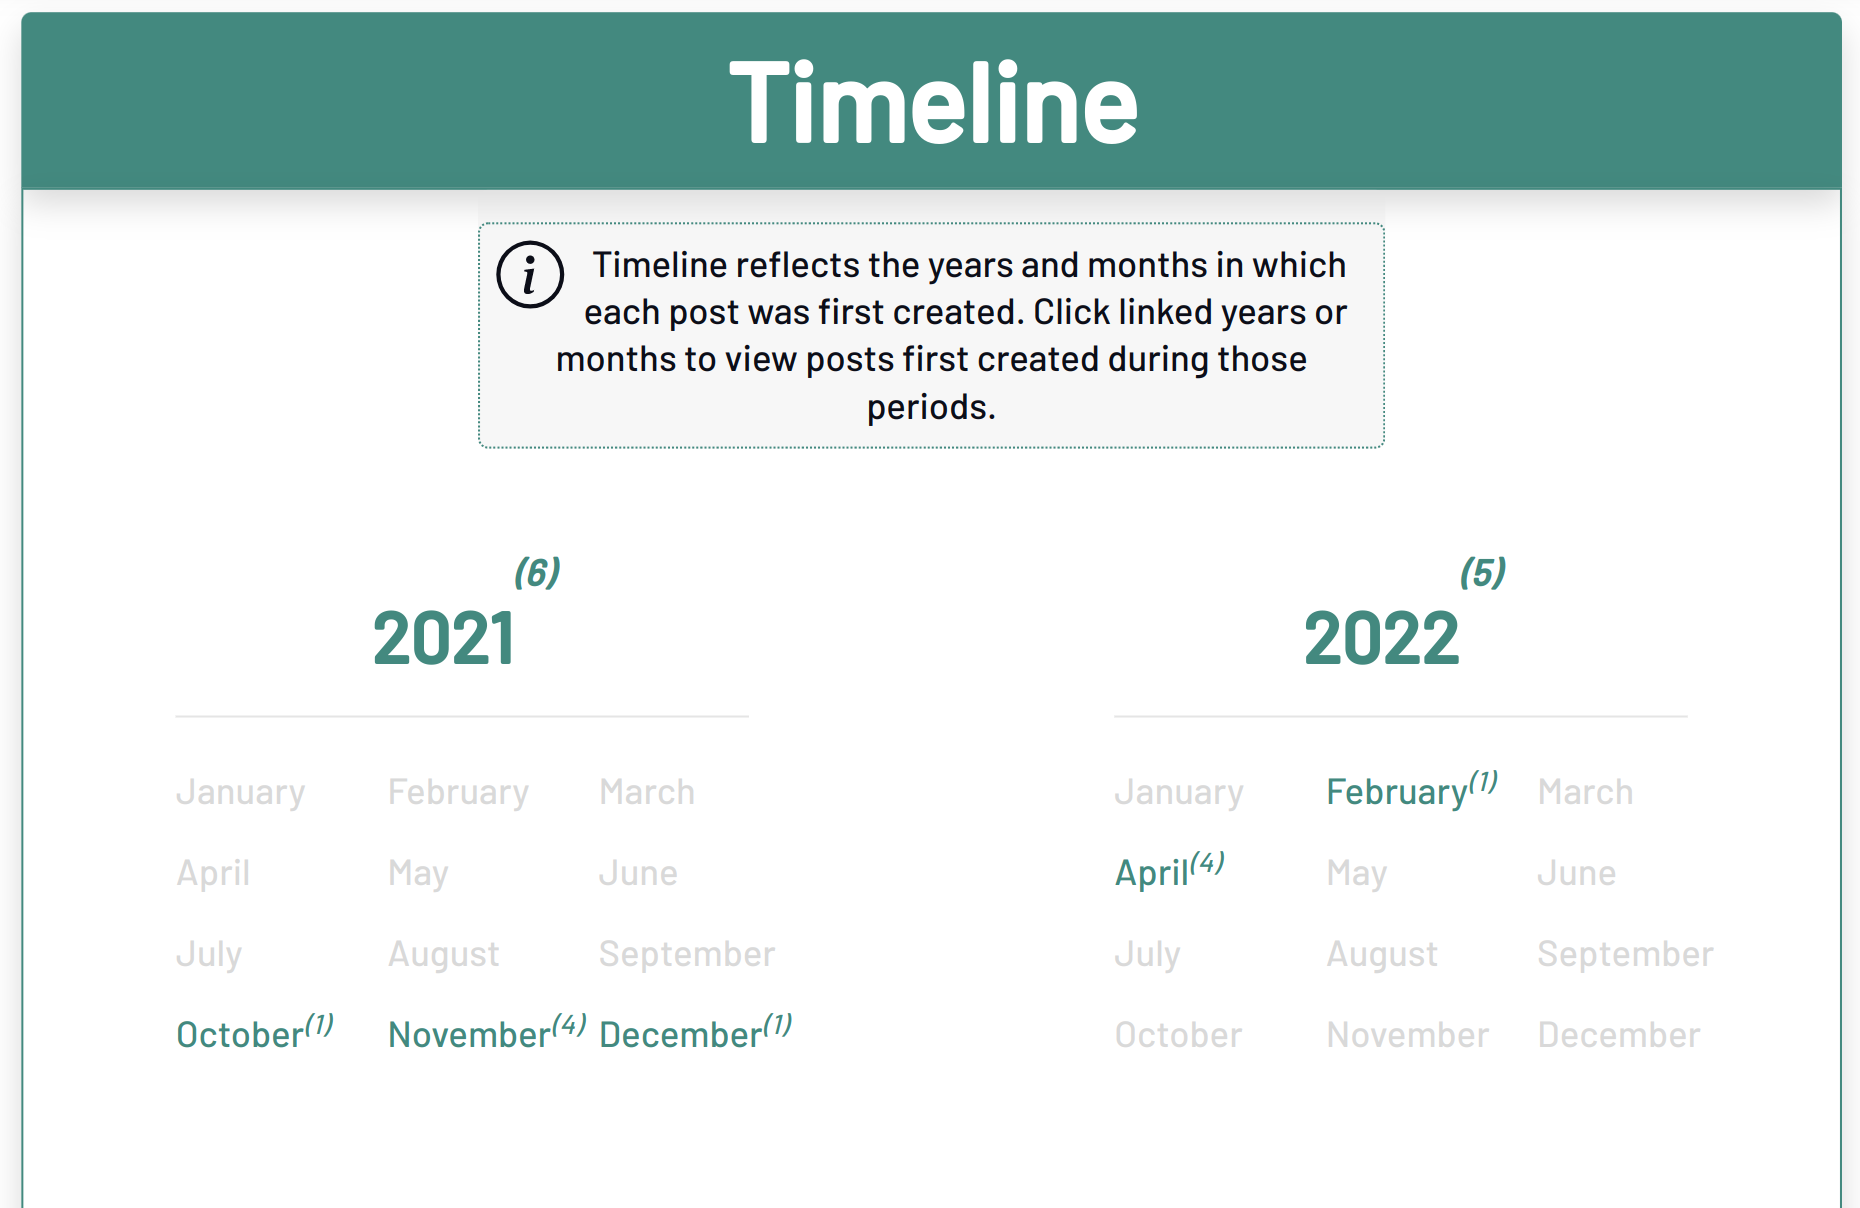 Timeline
i Timeline reflects the years and months in which
each post was first created. Click linked years or
months to view posts first created during those
periods.
2021(6)
January February March
April May June
July August September
October(1) November(4) December(1)
2022(5)
January February(1) March
April(4) May June
July August September
October November December